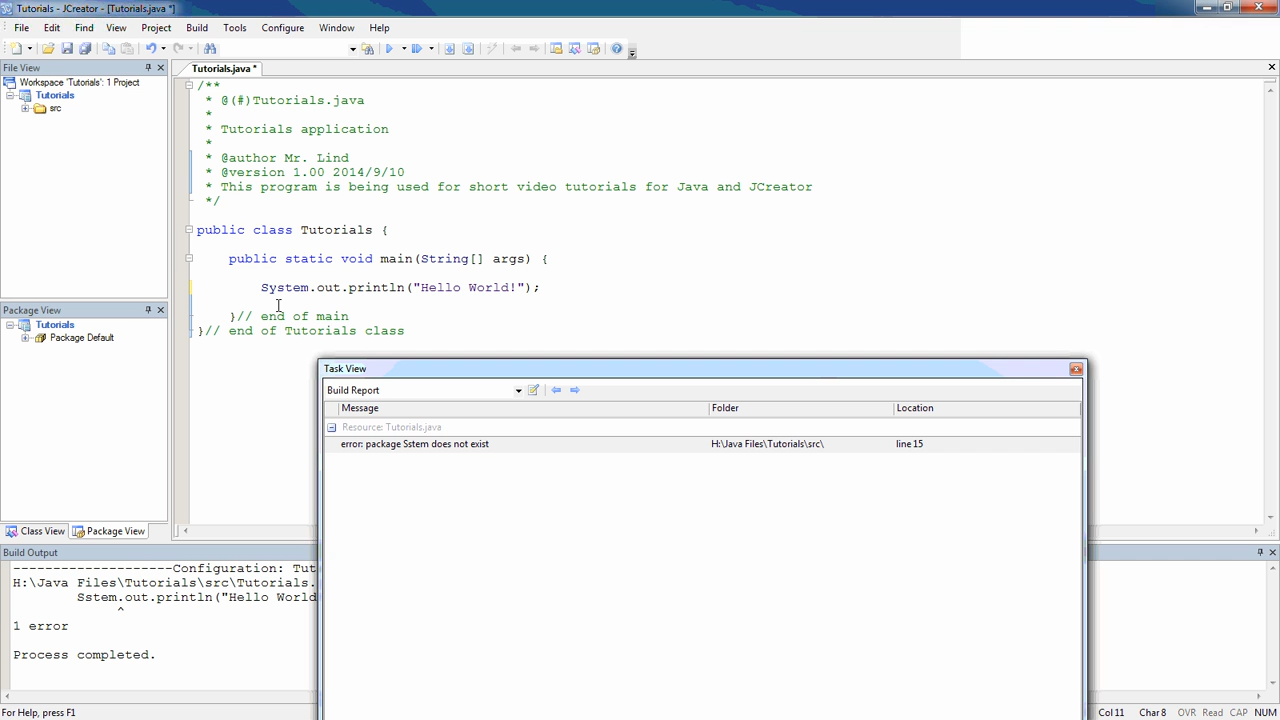 Tutorials - JCreator - [Tutorials.java *]
File Edit Find View Project Build Tools Configure Window Help
File View
Tutorials.java *
Workspace 'Tutorials': 1 Project
Tutorials
src
/**
* @(#)Tutorials.java
*
* Tutorials application
*
* @author Mr. Lind
* @version 1.00 2014/9/10
* This program is being used for short video tutorials for Java and JCreator
*/
public class Tutorials {
public static void main(String[] args) {
System.out.println("Hello World!");
}// end of main
}// end of Tutorials class
Package View
Tutorials
Package Default
Class View Package View
Task View
Build Report
Message Folder Location
Resource: Tutorials.java
error: package Sstem does not exist H:\Java Files\Tutorials\src\ line 15
Build Output
--------------------Configuration: Tut
H:\Java Files\Tutorials\src\Tutorials.
Sstem.out.println("Hello World
^
1 error
Process completed.
For Help, press F1
Col 11 Char 8 OVR Read CAP NUM